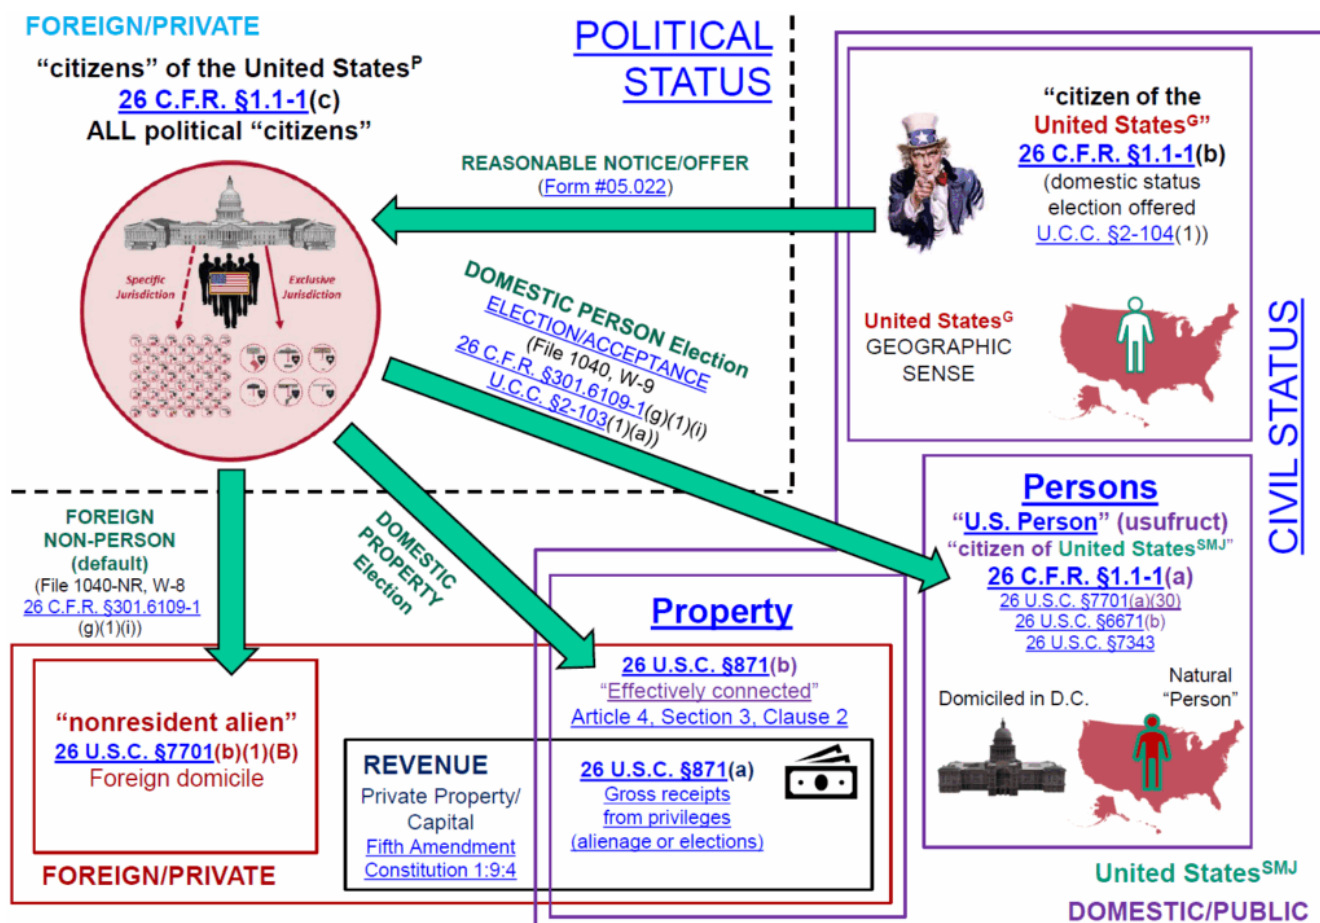 FOREIGN/PRIVATE
“citizens” of the United Statesᴾ 
26 C.F.R. §1.1-1(c)
ALL political “citizens”
Specific
Jurisdiction
Exclusive
Jurisdiction
POLITICAL
STATUS
REASONABLE NOTICE/OFFER
(Form #05.022)
“citizen of the
United Statesᴳ”
26 C.F.R. §1.1-1(b)
(domestic status
election offered
U.C.C. §2-104(1))
United Statesᴳ
GEOGRAPHIC
SENSE
CIVIL STATUS
DOMESTIC PERSON Election
ELECTION/ACCEPTANCE
(File 1040, W-9
26 C.F.R. §301.6109-1(g)(1)(i)
U.C.C. §2-103(1)(a))
FOREIGN
NON-PERSON
(default)
(File 1040-NR, W-8
26 C.F.R. §301.6109-1
(g)(1)(i))
DOMESTIC
PROPERTY
Election
Persons
“U.S. Person” (usufruct)
“citizen of United Statesˢᴹᴶ”
26 C.F.R. §1.1-1(a)
26 U.S.C. §7701(a)(30)
26 U.S.C. §6671(b)
26 U.S.C. §7343
Domiciled in D.C.
Natural
“Person”
United Statesˢᴹᴶ
DOMESTIC/PUBLIC
Property
26 U.S.C. §871(b)
“Effectively connected”
Article 4, Section 3, Clause 2
26 U.S.C. §871(a)
Gross receipts
from privileges
(alienage or elections)
REVENUE
Private Property/
Capital
Fifth Amendment
Constitution 1:9:4
“nonresident alien”
26 U.S.C. §7701(b)(1)(B)
Foreign domicile
FOREIGN/PRIVATE